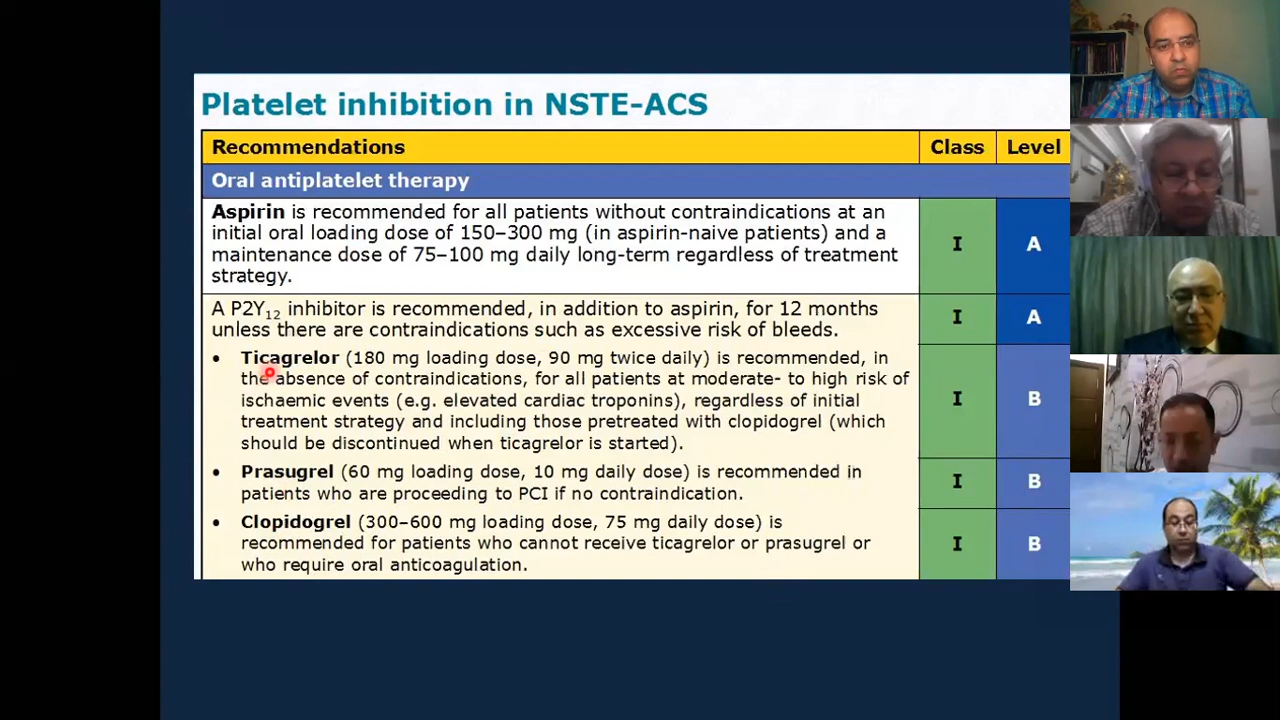 Platelet inhibition in NSTE-ACS
Recommendations Class Level
Oral antiplatelet therapy
Aspirin is recommended for all patients without contraindications at an
initial oral loading dose of 150–300 mg (in aspirin-naive patients) and a
maintenance dose of 75–100 mg daily long-term regardless of treatment
strategy.
I A
A P2Y12 inhibitor is recommended, in addition to aspirin, for 12 months
unless there are contraindications such as excessive risk of bleeds.
I A
• Ticagrelor (180 mg loading dose, 90 mg twice daily) is recommended, in
the absence of contraindications, for all patients at moderate- to high risk of
ischaemic events (e.g. elevated cardiac troponins), regardless of initial
treatment strategy and including those pretreated with clopidogrel (which
should be discontinued when ticagrelor is started).
I B
• Prasugrel (60 mg loading dose, 10 mg daily dose) is recommended in
patients who are proceeding to PCI if no contraindication.
I B
• Clopidogrel (300–600 mg loading dose, 75 mg daily dose) is
recommended for patients who cannot receive ticagrelor or prasugrel or
who require oral anticoagulation.
I B